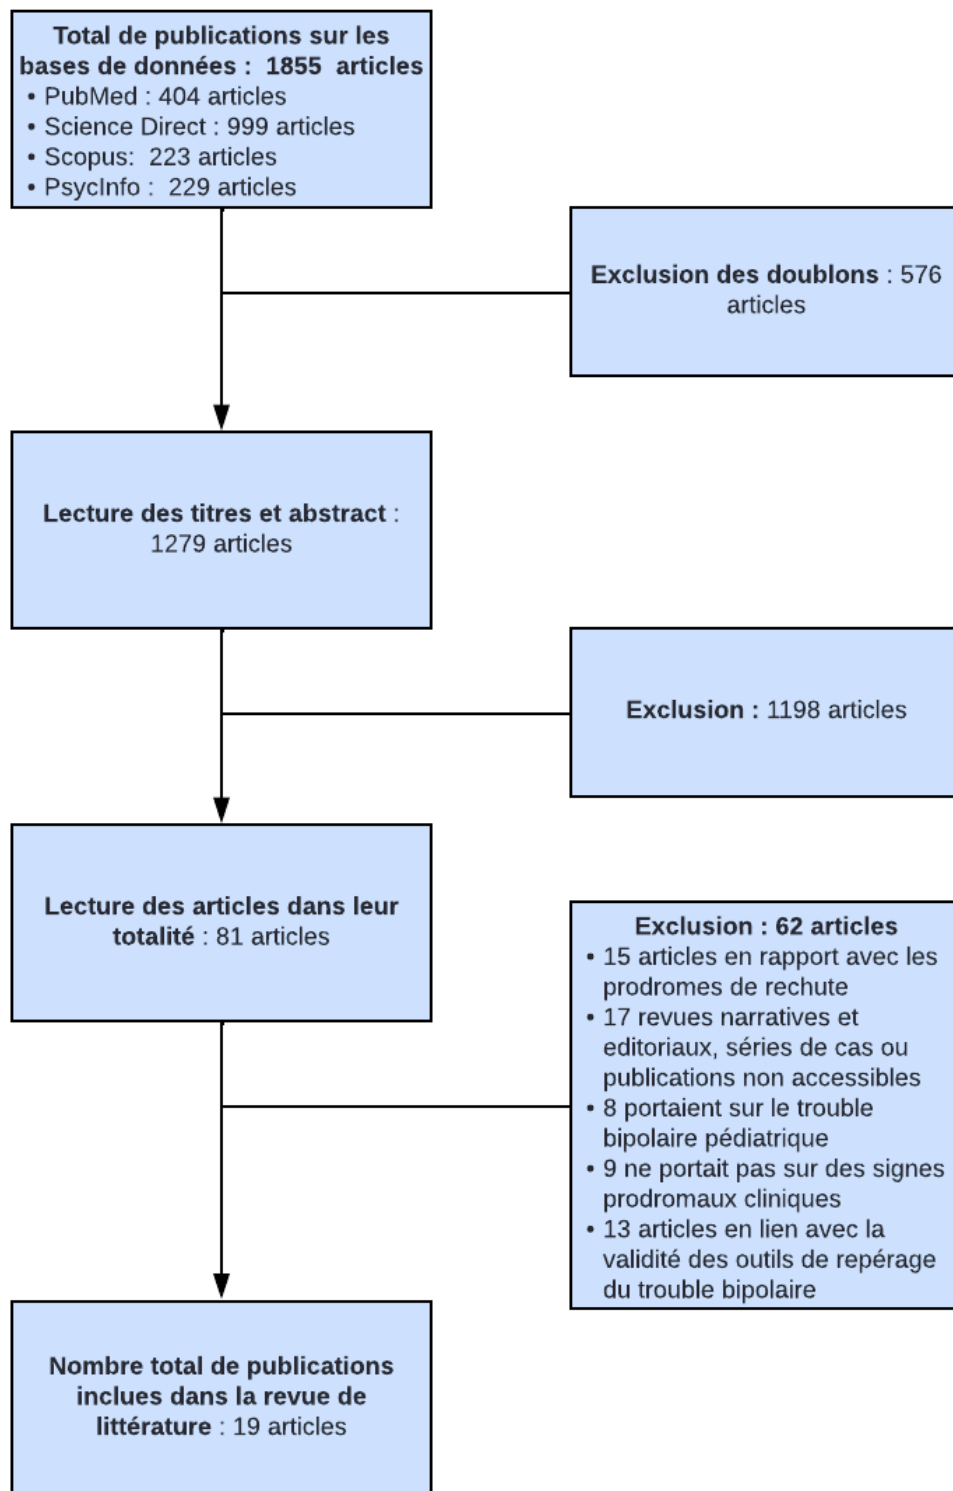 Total de publications sur les
bases de données : 1855 articles
• PubMed : 404 articles
• Science Direct : 999 articles
• Scopus: 223 articles
• PsycInfo : 229 articles
Exclusion des doublons : 576
articles
Lecture des titres et abstract :
1279 articles
Exclusion : 1198 articles
Lecture des articles dans leur
totalité : 81 articles
Exclusion : 62 articles
• 15 articles en rapport avec les
prodromes de rechute
• 17 revues narratives et
editoriaux, séries de cas ou
publications non accessibles
• 8 portaient sur le trouble
bipolaire pédiatrique
• 9 ne portait pas sur des signes
prodromaux cliniques
• 13 articles en lien avec la
validité des outils de repérage
du trouble bipolaire
Nombre total de publications
inclues dans la revue de
littérature : 19 articles